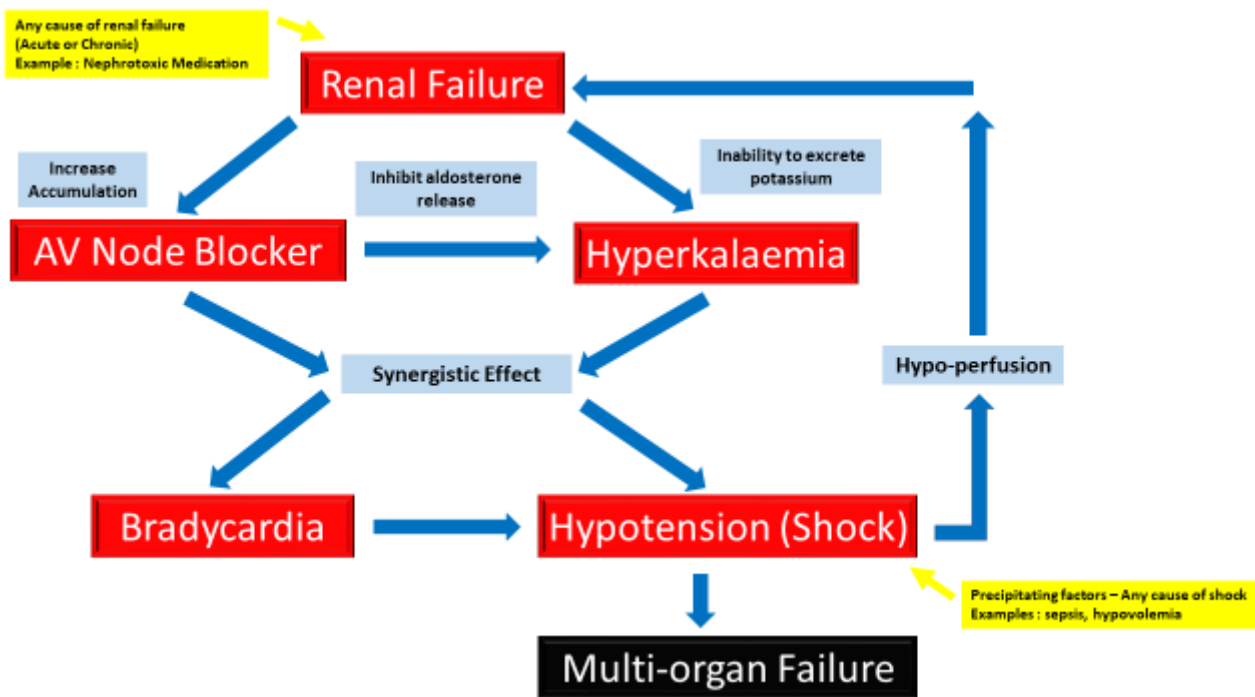 Any cause of renal failure
(Acute or Chronic)
Example : Nephrotoxic Medication
Renal Failure
Increase
Accumulation
Inhibit aldosterone
release
Inability to excrete
potassium
AV Node Blocker
Hyperkalaemia
Synergistic Effect
Hypo-perfusion
Bradycardia
Hypotension (Shock)
Precipitating factors – Any cause of shock
Examples : sepsis, hypovolemia
Multi-organ Failure